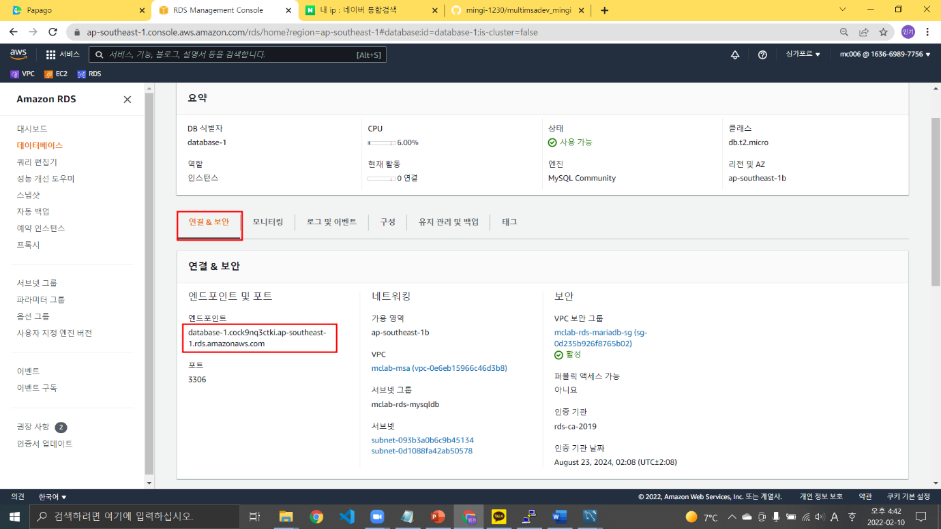 Papago
RDS Management Console
내 ip : 네이버 통합검색
mingi-1230/multimsadev_mingi
ap-southeast-1.console.aws.amazon.com/rds/home?region=ap-southeast-1#database:id=database-1;is-cluster=false
민기
aws
서비스
서비스, 기능, 블로그, 설명서 등을 검색합니다.
[Alt+S]
싱가포르
mc006 @ 1636-6989-7756
VPC
EC2
RDS
Amazon RDS
대시보드
데이터베이스
쿼리 편집기
성능 개선 도우미
스냅샷
자동 백업
예약 인스턴스
프록시
서브넷 그룹
파라미터 그룹
옵션 그룹
사용자 지정 엔진 버전
이벤트
이벤트 구독
권장 사항 2
인증서 업데이트
요약
DB 식별자
database-1
CPU
6.00%
상태
사용 가능
클래스
db.t2.micro
역할
인스턴스
현재 활동
0 연결
엔진
MySQL Community
리전 및 AZ
ap-southeast-1b
연결 & 보안
모니터링
로그 및 이벤트
구성
유지 관리 및 백업
태그
연결 & 보안
엔드포인트 및 포트
엔드포인트
database-1.cock9nq3ctki.ap-southeast-
1.rds.amazonaws.com
포트
3306
네트워킹
가용 영역
ap-southeast-1b
VPC
mclab-msa (vpc-0e6eb15966c46d3b8)
서브넷 그룹
mclab-rds-mysqldb
서브넷
subnet-093b3a0b6c9b45134
subnet-0d1088fa42ab50578
보안
VPC 보안 그룹
mclab-rds-mariadb-sg (sg-
0d235b926f8765b02)
활성
퍼블릭 액세스 가능
아니요
인증 기관
rds-ca-2019
인증 기관 날짜
August 23, 2024, 02:08 (UTC±2:08)
의견
한국어
© 2022, Amazon Web Services, Inc. 또는 계열사.
개인 정보 보호
약관
쿠키 기본 설정
검색하려면 여기에 입력하십시오.
7°C
A
오후 4:42
2022-02-10